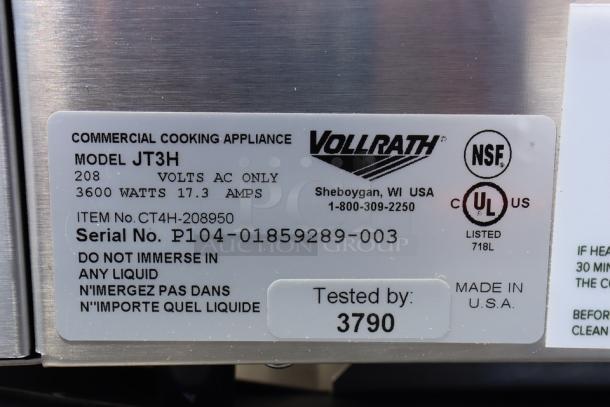 COMMERCIAL COOKING APPLIANCE
MODEL JT3H
208 VOLTS AC ONLY
3600 WATTS 17.3 AMPS
ITEM No. CT4H-208950
Serial No. P104-01859289-003
DO NOT IMMERSE IN
ANY LIQUID
N'IMERGEZ PAS DANS
N"IMPORTE QUEL LIQUIDE
VOLLRATH
Sheboygan, WI USA
1-800-309-2250
NSF
C UL US
LISTED
718L
Tested by:
3790
MADE IN
U.S.A.
AUCTION GROUP
IF HEA
30 MIN
THE CO
BEFOR
CLEAN